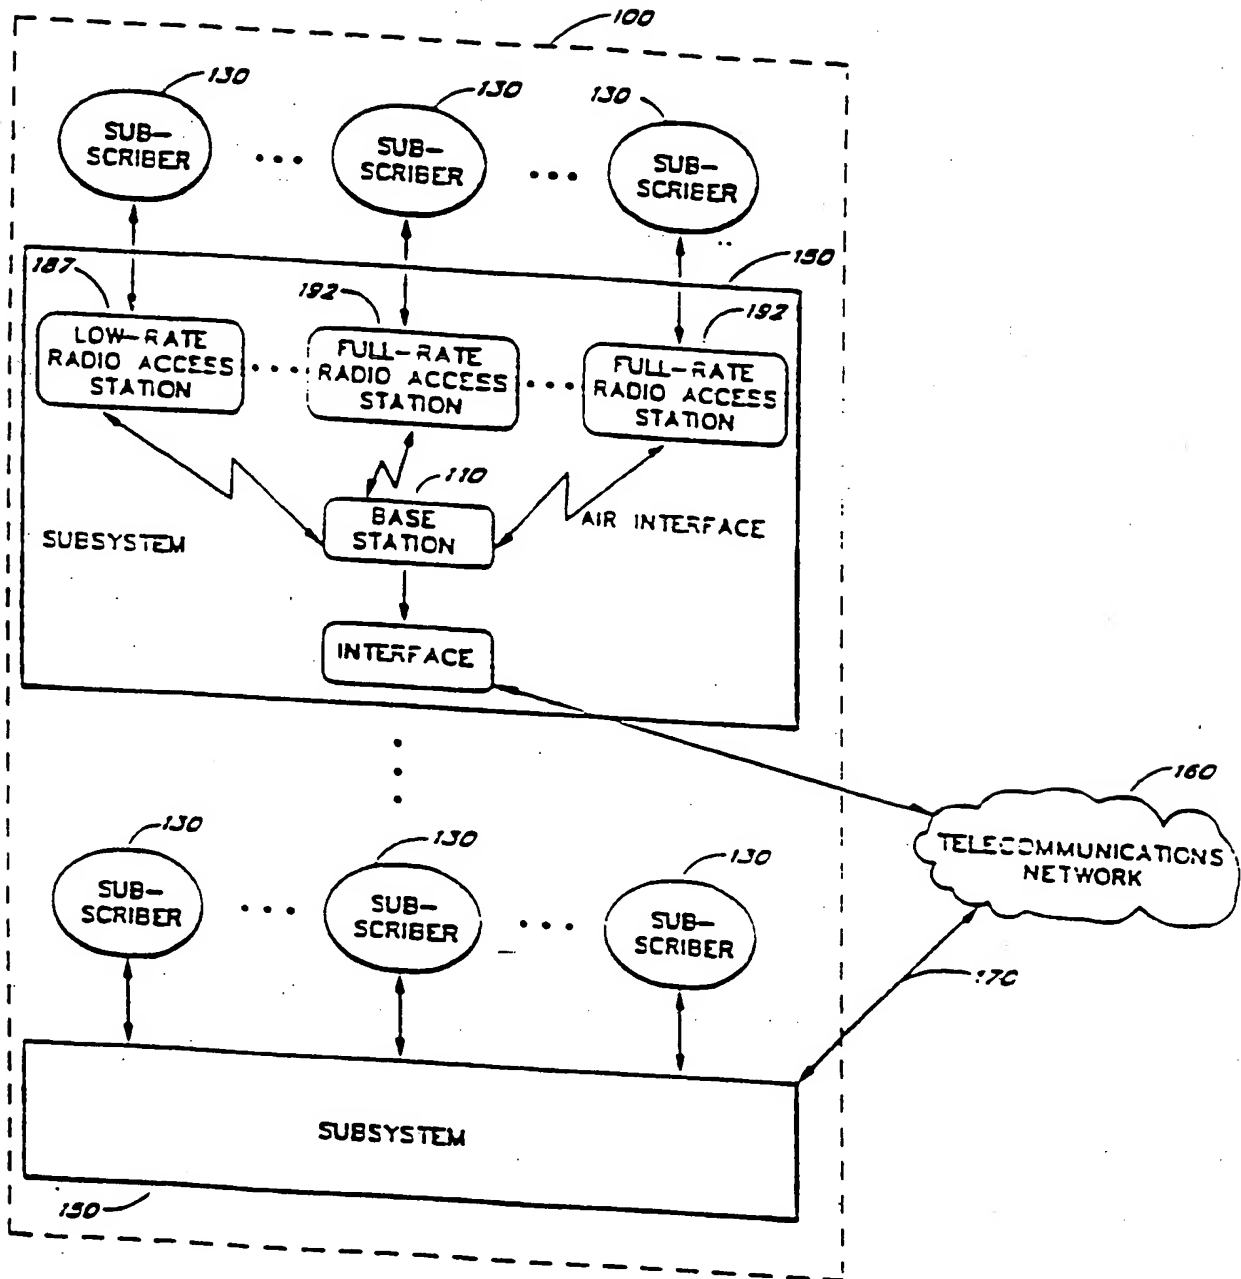 100
130
130
130
SUB-
SCRIBER
SUB-
SCRIBER
SUB-
SCRIBER
150
187
192
192
LOW-RATE
RADIO ACCESS
STATION
FULL-RATE
RADIO ACCESS
STATION
FULL-RATE
RADIO ACCESS
STATION
110
BASE
STATION
AIR INTERFACE
SUBSYSTEM
INTERFACE
160
TELECOMMUNICATIONS
NETWORK
130
130
130
SUB-
SCRIBER
SUB-
SCRIBER
SUB-
SCRIBER
170
SUBSYSTEM
150